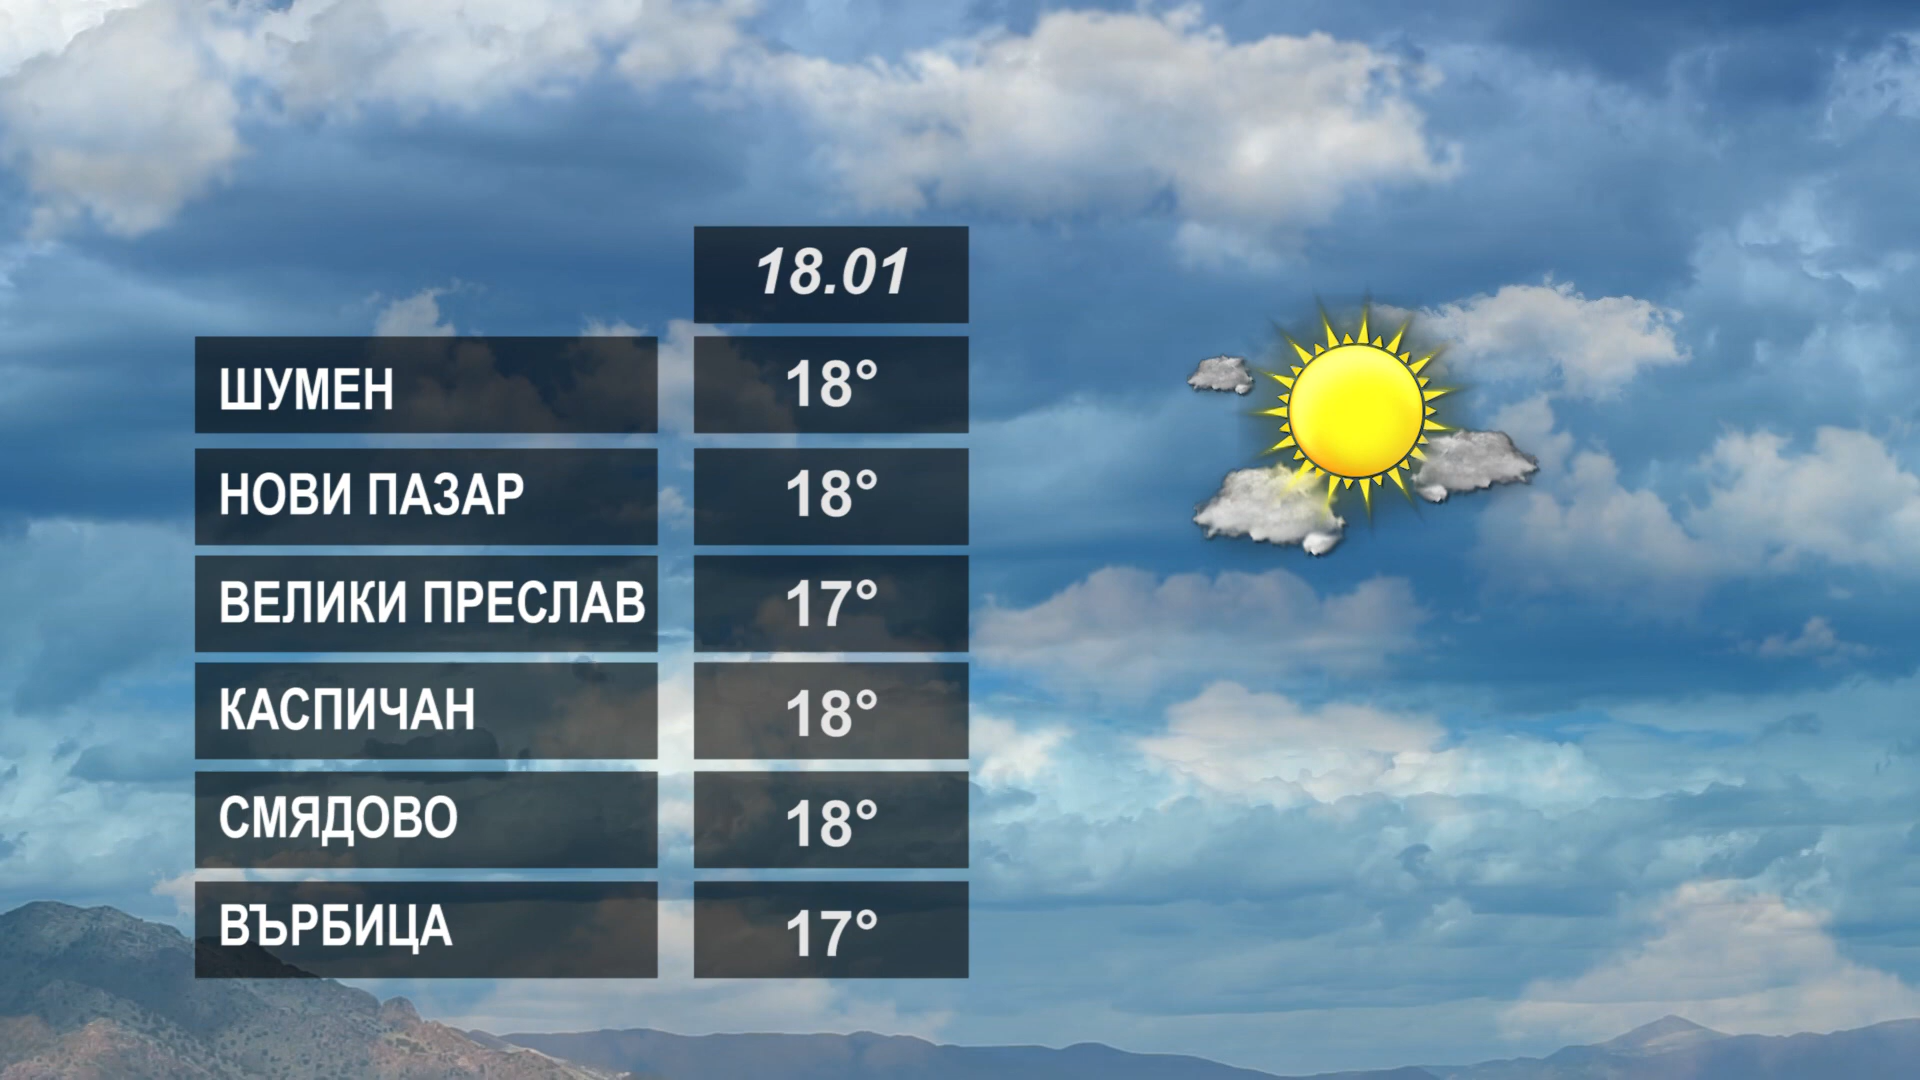 18.01
ШУМЕН 18°
НОВИ ПАЗАР 18°
ВЕЛИКИ ПРЕСЛАВ 17°
КАСПИЧАН 18°
СМЯДОВО 18°
ВЪРБИЦА 17°